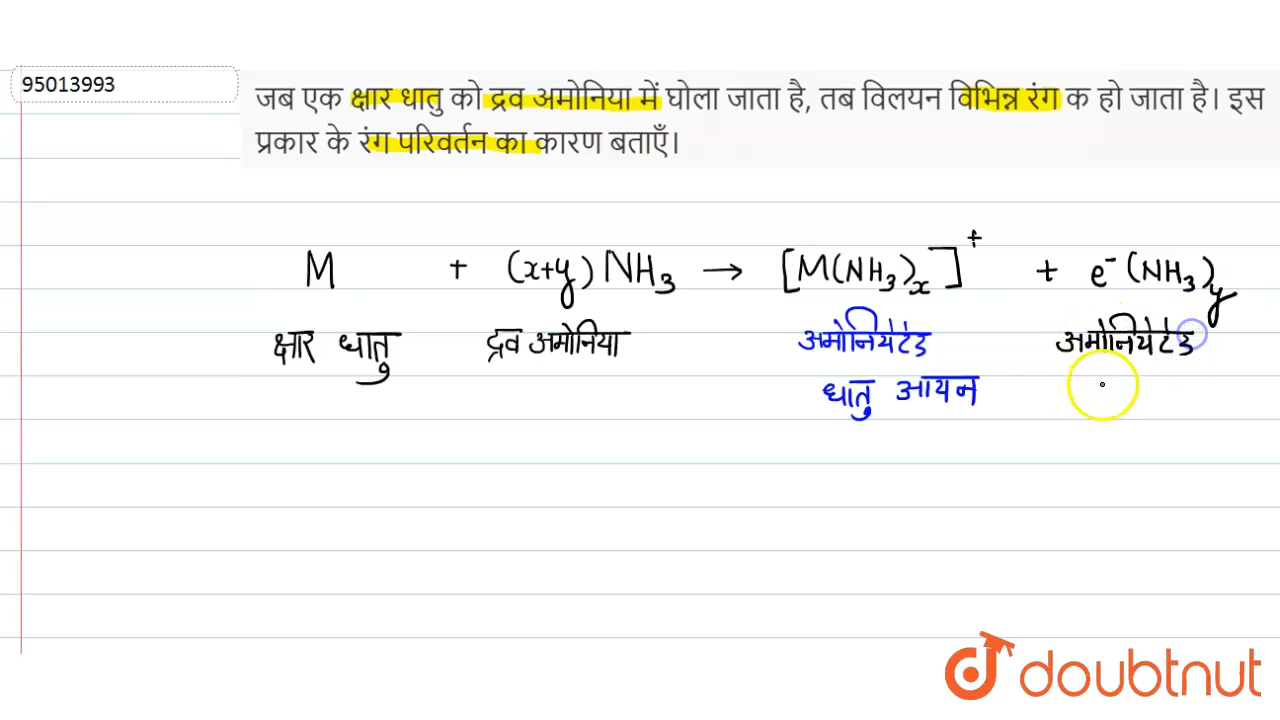 95013993
जब एक क्षार धातु को द्रव अमोनिया में घोला जाता है, तब विलयन विभिन्न रंग क हो जाता है। इस
प्रकार के रंग परिवर्तन का कारण बताएँ।
M + (x+y) NH₃ → [M(NH₃)ₓ]⁺ + e⁻(NH₃)y
क्षार धातु द्रव अमोनिया अमोनियेटेड अमोनियेटेड
धातु आयन
doubtnut